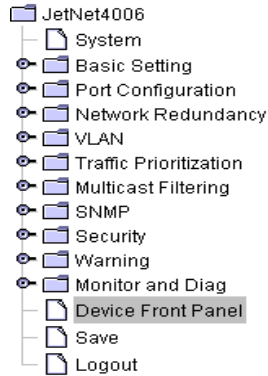 JetNet4006
System
Basic Setting
Port Configuration
Network Redundancy
VLAN
Traffic Prioritization
Multicast Filtering
SNMP
Security
Warning
Monitor and Diag
Device Front Panel
Save
Logout